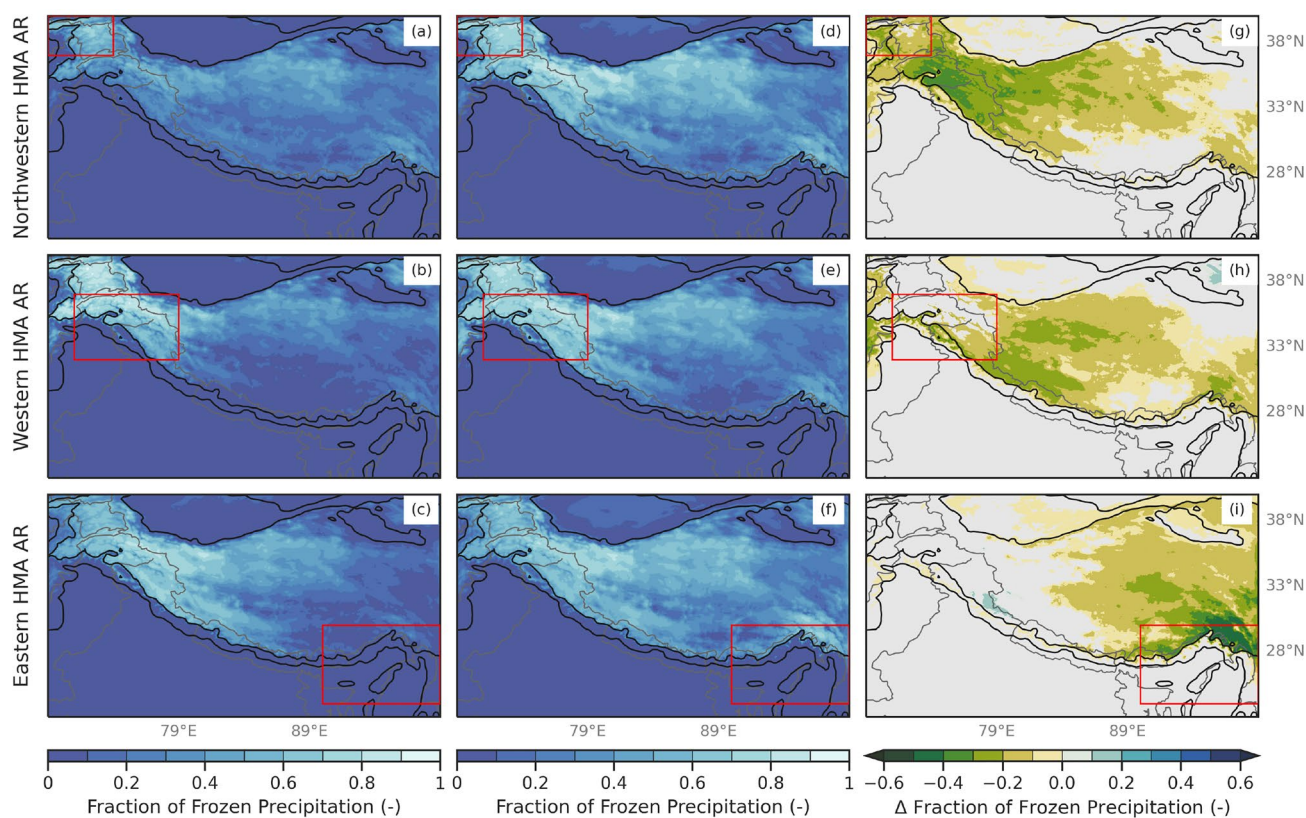 Northwestern HMA AR
(a)
(d)
(g)
38°N
33°N
28°N
Western HMA AR
(b)
(e)
(h)
38°N
33°N
28°N
Eastern HMA AR
(c)
(f)
(i)
38°N
33°N
28°N
79°E 89°E
79°E 89°E
79°E 89°E
0 0.2 0.4 0.6 0.8 1
Fraction of Frozen Precipitation (-)
0 0.2 0.4 0.6 0.8 1
Fraction of Frozen Precipitation (-)
−0.6 −0.4 −0.2 0.0 0.2 0.4 0.6
Δ Fraction of Frozen Precipitation (-)